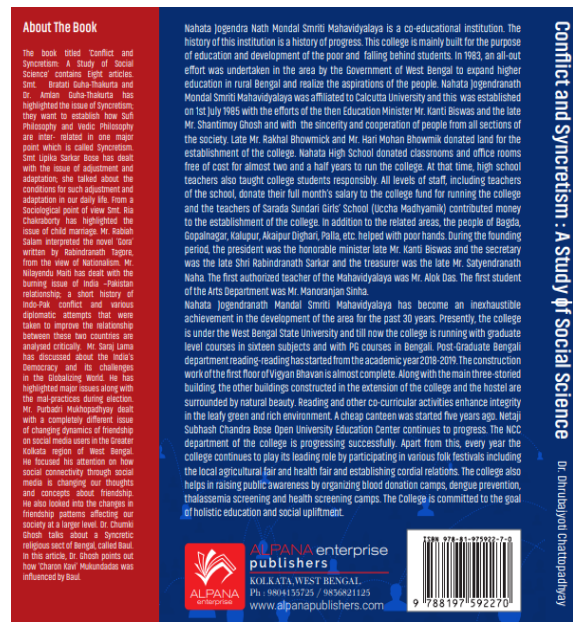 About The Book
The book titled 'Conflict and
Syncretism: A Study of Social
Science' contains Eight articles.
Smt. Bratati Guha-Thakurta and
Dr. Amlan Guha-Thakurta has
highlighted the issue of Syncretism;
they want to establish how Sufi
Philosophy and Vedic Philosophy
are inter- related in one major
point which is called Syncretism.
Smt Lipika Sarkar Bose has dealt
with the issue of adjustment and
adaptation; she talked about the
conditions for such adjustment and
adaptation in our daily life. From a
Sociological point of view Smt. Ria
Chakraborty has highlighted the
issue of child marriage. Mr. Rabiah
Salam interpreted the novel 'Gora'
written by Rabindranath Tagore,
from the view of Nationalism. Mr.
Nilayendu Maiti has dealt with the
burning issue of India -Pakistan
relationship; a short history of
Indo-Pak conflict and various
diplomatic attempts that were
taken to improve the relationship
between these two countries are
analysed critically. Mr. Saraj Lama
has discussed about the India's
Democracy and its challenges
in the Globalizing World. He has
highlighted major issues along with
the mal-practices during election.
Mr. Purbadri Mukhopadhyay dealt
with a completely different issue
of changing dynamics of friendship
on social media users in the Greater
Kolkata region of West Bengal.
He focused his attention on how
social connectivity through social
media is changing our thoughts
and concepts about friendship.
He also looked into the changes in
friendship patterns affecting our
society at a larger level. Dr. Chumki
Ghosh talks about a Syncretic
religious sect of Bengal, called Baul.
In this article, Dr. Ghosh points out
how 'Charon Kavi' Mukundadas was
influenced by Baul.
Nahata Jogendra Nath Mondal Smriti Mahavidyalaya is a co-educational institution. The
history of this institution is a history of progress. This college is mainly built for the purpose
of education and development of the poor and falling behind students. In 1983, an all-out
effort was undertaken in the area by the Government of West Bengal to expand higher
education in rural Bengal and realize the aspirations of the people. Nahata Jogendranath
Mondal Smriti Mahavidyalaya was affiliated to Calcutta University and this was established
on 1st July 1985 with the efforts of the then Education Minister Mr. Kanti Biswas and the late
Mr. Shantimoy Ghosh and with the sincerity and cooperation of people from all sections of
the society. Late Mr. Rakhal Bhowmick and Mr. Hari Mohan Bhowmik donated land for the
establishment of the college. Nahata High School donated classrooms and office rooms
free of cost for almost two and a half years to run the college. At that time, high school
teachers also taught college students responsibly. All levels of staff, including teachers
of the school, donate their full month's salary to the college fund for running the college
and the teachers of Sarada Sundari Girls' School (Uccha Madhyamik) contributed money
to the establishment of the college. In addition to the related areas, the people of Bagda,
Gopalnagar, Kalupur, Akaipur Dighari, Polla, etc. helped with poor hands. During the founding
period, the president was the honorable minister late Mr. Kanti Biswas and the secretary
was the late Shri Rabindranath Sarkar and the treasurer was the late Mr. Satyendranath
Naha. The first authorized teacher of the Mahavidyalaya was Mr. Alok Das. The first student
of the Arts Department was Mr. Manoranjan Sinha.
Nahata Jogendranath Mandal Smriti Mahavidyalaya has become an inexhaustible
achievement in the development of the area for the past 30 years. Presently, the college
is under the West Bengal State University and till now the college is running with graduate
level courses in sixteen subjects and with PG courses in Bengali. Post-Graduate Bengali
department reading-reading has started from the academic year 2018-2019. The construction
work of the first floor of Vigyan Bhavan is almost complete. Along with the main three-storied
building, the other buildings constructed in the extension of the college and the hostel are
surrounded by natural beauty. Reading and other co-curricular activities enhance integrity
in the leafy green and rich environment. A cheap canteen was started five years ago. Netaji
Subhash Chandra Bose Open University Education Center continues to progress. The NCC
department of the college is progressing successfully. Apart from this, every year the
college continues to play its leading role by participating in various folk festivals including
the local agricultural fair and health fair and establishing cordial relations. The college also
helps in raising public awareness by organizing blood donation camps, dengue prevention,
thalassemia screening and health screening camps. The College is committed to the goal
of holistic education and social upliftment.
ALPANA
enterprise
ALPANA enterprise
publishers
KOLKATA, WEST BENGAL
Ph : 9804135725 / 9836821125
www.alpanapublishers.com
ISBN 978-81-975922-7-0
9 788197 592270
Conflict and Syncretism : A Study of Social Science
Dr. Dhrubajyoti Chattopadhyay